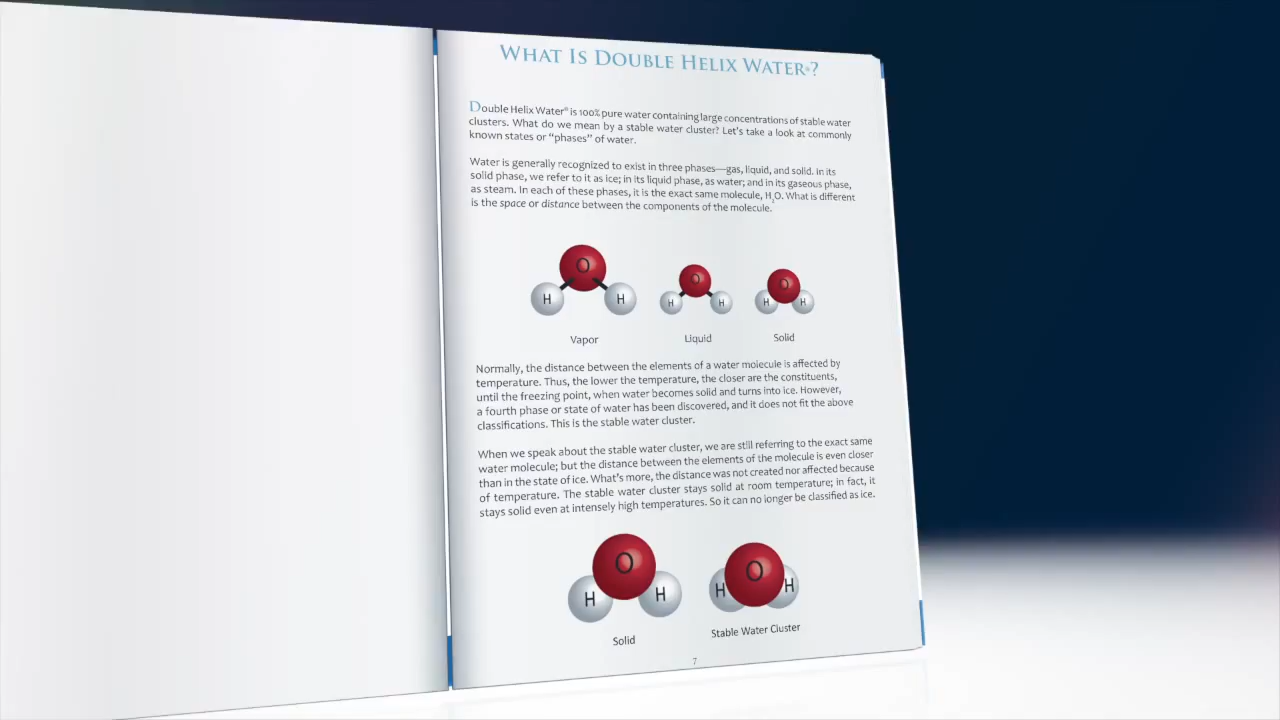 WHAT IS DOUBLE HELIX WATER®?
Double Helix Water® is 100% pure water containing large concentrations of stable water
clusters. What do we mean by a stable water cluster? Let's take a look at commonly
known states or “phases” of water.
Water is generally recognized to exist in three phases—gas, liquid, and solid. In its
solid phase, we refer to it as ice; in its liquid phase, as water; and in its gaseous phase,
as steam. In each of these phases, it is the exact same molecule, H₂O. What is different
is the space or distance between the components of the molecule.
O O O
H H H H H H
Vapor Liquid Solid
Normally, the distance between the elements of a water molecule is affected by
temperature. Thus, the lower the temperature, the closer are the constituents,
until the freezing point, when water becomes solid and turns into ice. However,
a fourth phase or state of water has been discovered, and it does not fit the above
classifications. This is the stable water cluster.
When we speak about the stable water cluster, we are still referring to the exact same
water molecule; but the distance between the elements of the molecule is even closer
than in the state of ice. What's more, the distance was not created nor affected because
of temperature. The stable water cluster stays solid at room temperature; in fact, it
stays solid even at intensely high temperatures. So it can no longer be classified as ice.
O O
H H H H
Solid Stable Water Cluster
7